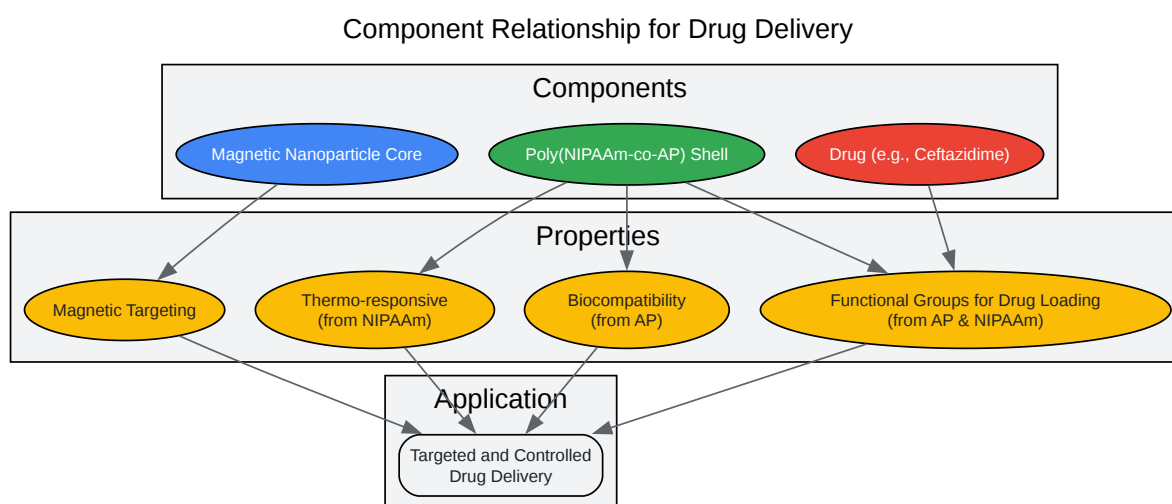 Component Relationship for Drug Delivery
Components
Magnetic Nanoparticle Core
Poly(NIPAAm-co-AP) Shell
Drug (e.g., Ceftazidime)
Properties
Magnetic Targeting
Thermo-responsive
(from NIPAAm)
Biocompatibility
(from AP)
Functional Groups for Drug Loading
(from AP & NIPAAm)
Application
Targeted and Controlled
Drug Delivery